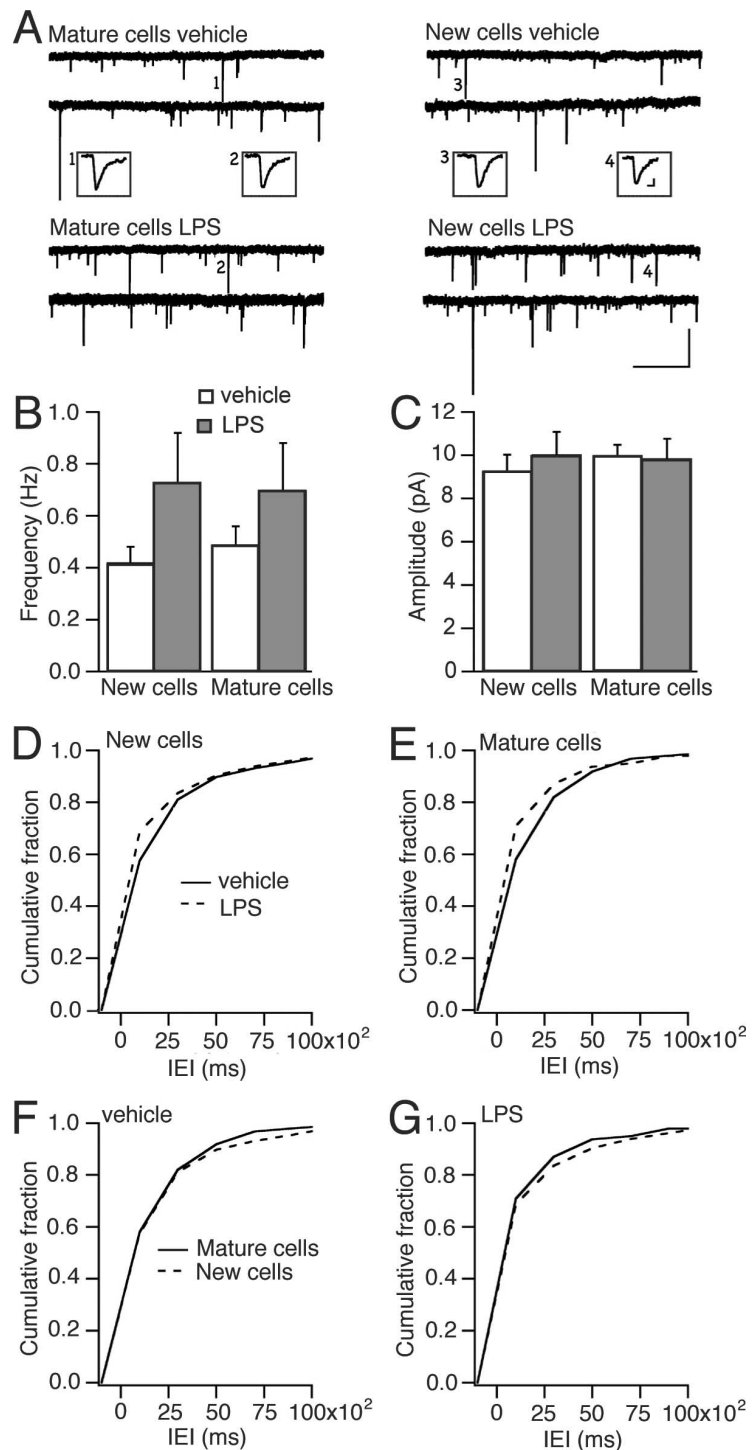 A
Mature cells vehicle
New cells vehicle
1
3
1
2
3
4
Mature cells LPS
New cells LPS
2
4
B
vehicle
LPS
1.0
0.8
0.6
0.4
0.2
0.0
Frequency (Hz)
New cells
Mature cells
C
12
10
8
6
4
2
0
Amplitude (pA)
New cells
Mature cells
D
New cells
1.0
0.8
0.6
0.4
0.2
0.0
Cumulative fraction
vehicle
LPS
0 25 50 75 100x10²
IEI (ms)
E
Mature cells
1.0
0.8
0.6
0.4
0.2
0.0
Cumulative fraction
0 25 50 75 100x10²
IEI (ms)
F
vehicle
1.0
0.8
0.6
0.4
0.2
0.0
Cumulative fraction
Mature cells
New cells
0 25 50 75 100x10²
IEI (ms)
G
LPS
1.0
0.8
0.6
0.4
0.2
0.0
Cumulative fraction
0 25 50 75 100x10²
IEI (ms)